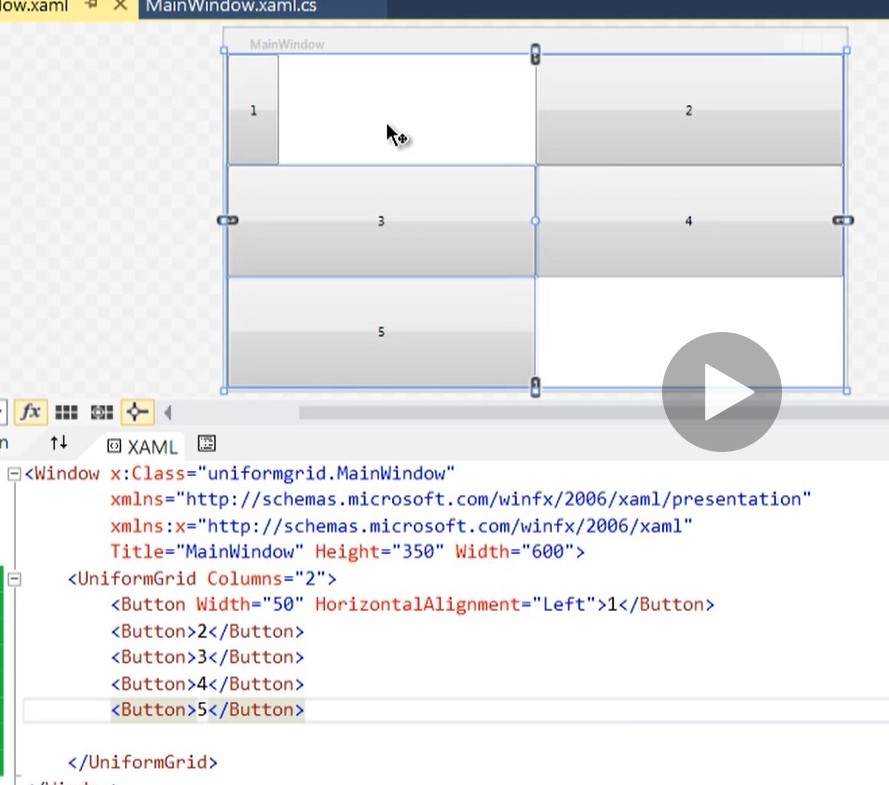 ow.xaml MainWindow.xaml.cs
MainWindow
1 2
3 4
5
fx
n XAML
<Window x:Class="uniformgrid.MainWindow"
xmlns="http://schemas.microsoft.com/winfx/2006/xaml/presentation"
xmlns:x="http://schemas.microsoft.com/winfx/2006/xaml"
Title="MainWindow" Height="350" Width="600">
<UniformGrid Columns="2">
<Button Width="50" HorizontalAlignment="Left">1</Button>
<Button>2</Button>
<Button>3</Button>
<Button>4</Button>
<Button>5</Button>
</UniformGrid>